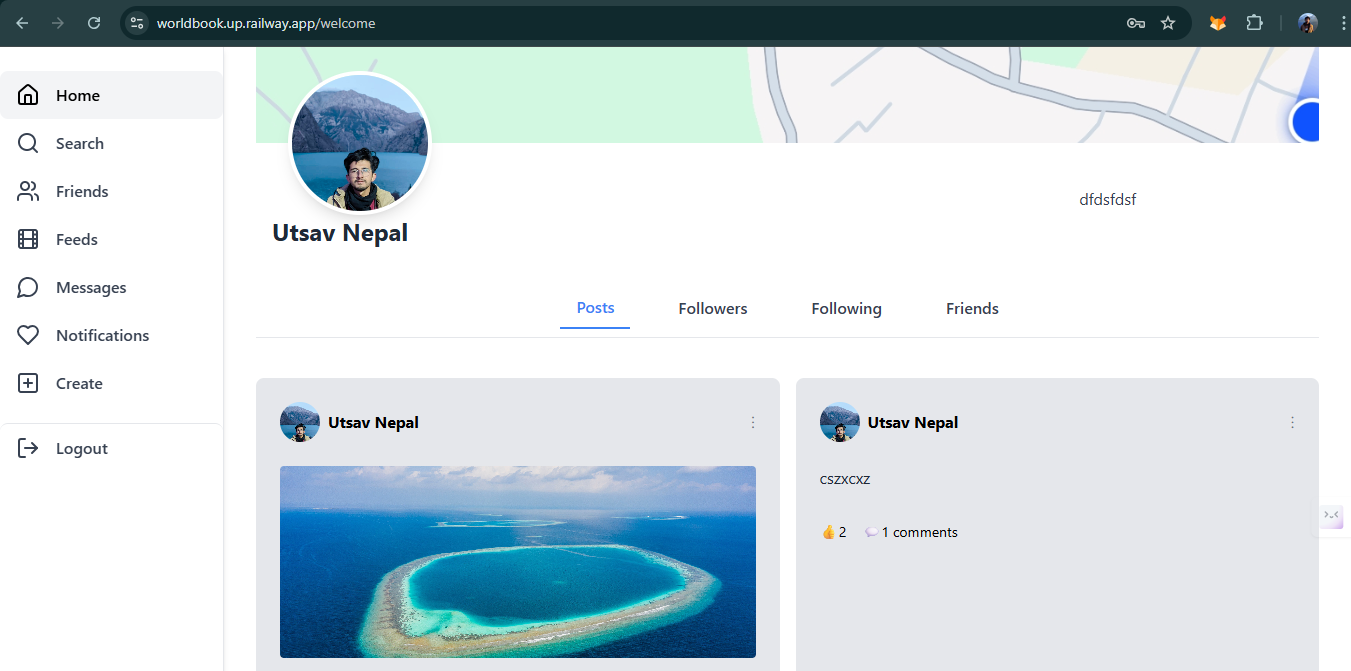 worldbook.up.railway.app/welcome
Home
Search
Friends
Feeds
Messages
Notifications
Create
Logout
dfdsfdsf
Utsav Nepal
Posts
Followers
Following
Friends
Utsav Nepal
Utsav Nepal
cszxcxz
2
1 comments